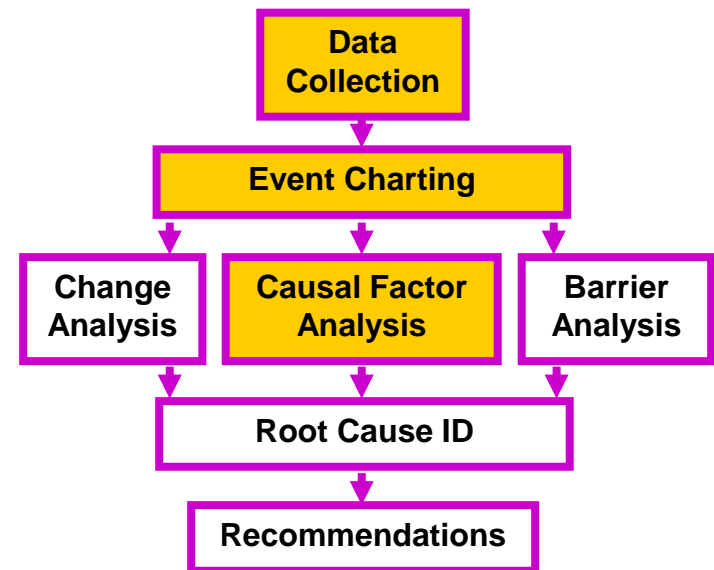 Data
Collection
Event Charting
Change
Analysis
Causal Factor
Analysis
Barrier
Analysis
Root Cause ID
Recommendations